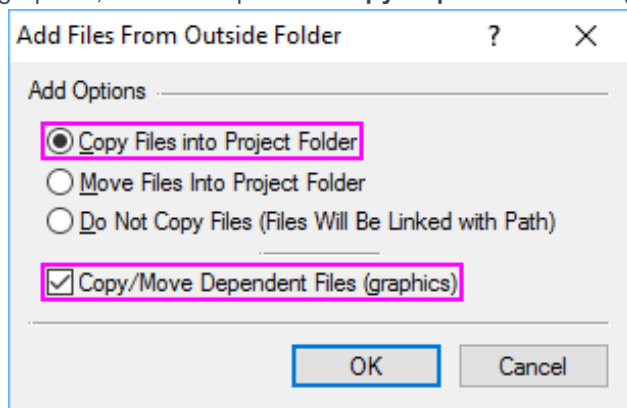 Add Files From Outside Folder ? ×
Add Options
Copy Files into Project Folder
Move Files Into Project Folder
Do Not Copy Files (Files Will Be Linked with Path)
Copy/Move Dependent Files (graphics)
OK Cancel